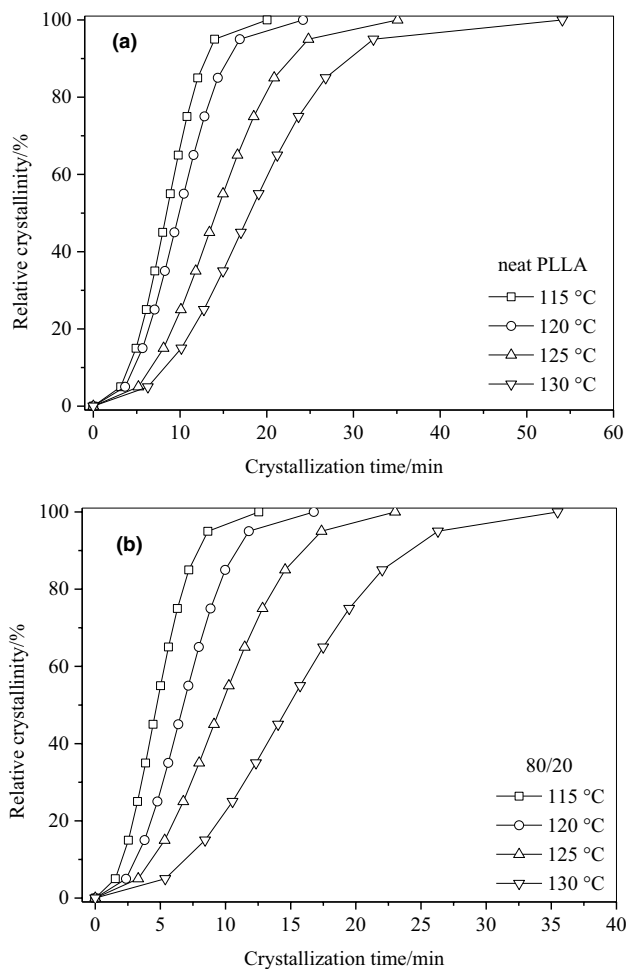 (a)
100
80
60
40
20
0
Relative crystallinity/%
neat PLLA
115 °C
120 °C
125 °C
130 °C
0 10 20 30 40 50 60
Crystallization time/min
(b)
100
80
60
40
20
0
Relative crystallinity/%
80/20
115 °C
120 °C
125 °C
130 °C
0 5 10 15 20 25 30 35 40
Crystallization time/min